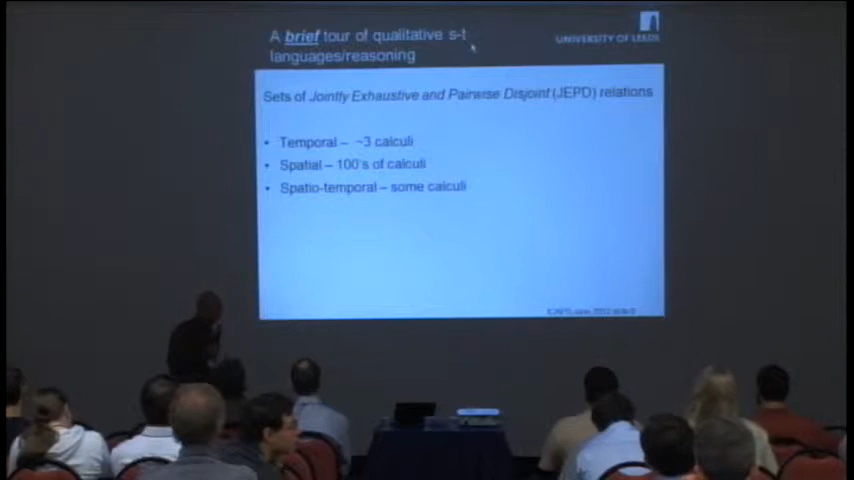 A brief tour of qualitative s-t
languages/reasoning
UNIVERSITY OF LEEDS
Sets of Jointly Exhaustive and Pairwise Disjoint (JEPD) relations
• Temporal – ~3 calculi
• Spatial – 100's of calculi
• Spatio-temporal – some calculi